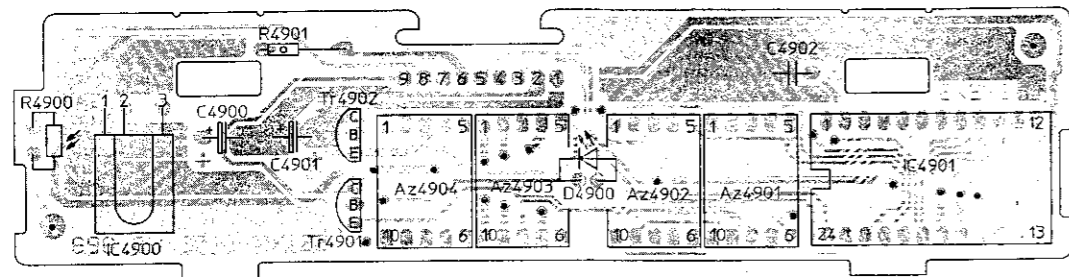 R4901
C4902
9 8 7 6 5 4 3 2 1
R4900
1 2 3
C4900
Tr4902
C
B
E
C4901
1 5
1 5
1 5
1 5
1 12
Az4904
Az4903
D4900
Az4902
Az4901
IC4901
C
B
E
Tr4901
10 6
10 6
10 6
10 6
24 13
IC4900